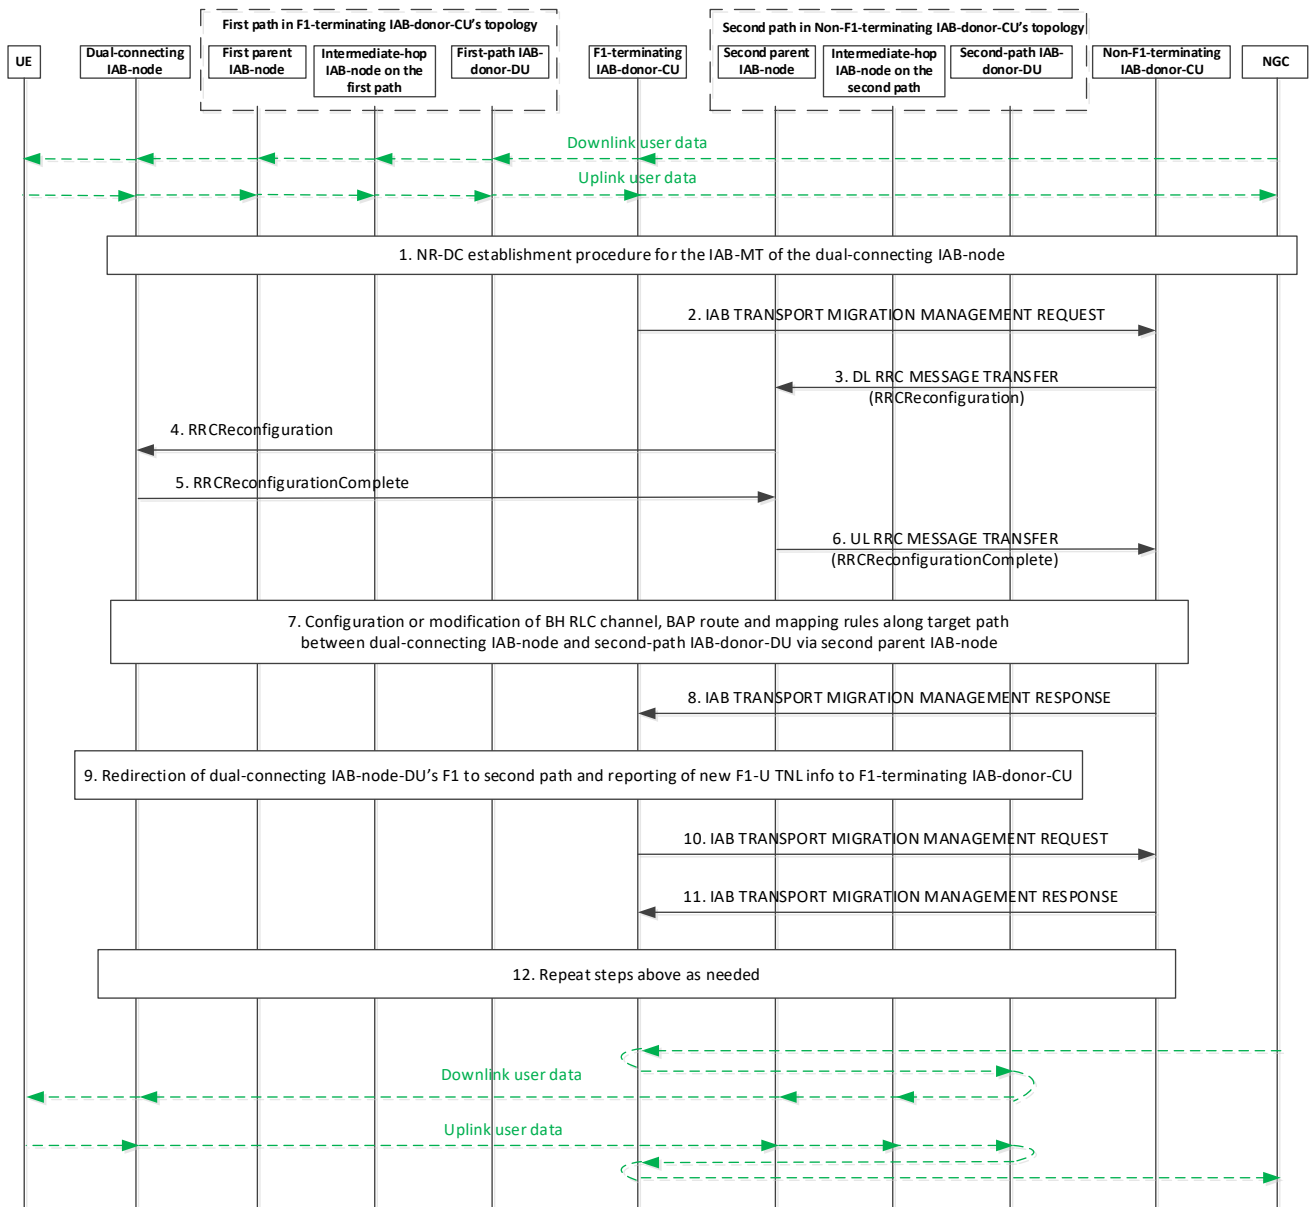 First path in F1-terminating IAB-donor-CU's topology
Second path in Non-F1-terminating IAB-donor-CU's topology
UE
Dual-connecting
IAB-node
First parent
IAB-node
Intermediate-hop
IAB-node on the
first path
First-path IAB-
donor-DU
F1-terminating
IAB-donor-CU
Second parent
IAB-node
Intermediate-hop
IAB-node on the
second path
Second-path IAB-
donor-DU
Non-F1-terminating
IAB-donor-CU
NGC
Downlink user data
Uplink user data
1. NR-DC establishment procedure for the IAB-MT of the dual-connecting IAB-node
2. IAB TRANSPORT MIGRATION MANAGEMENT REQUEST
3. DL RRC MESSAGE TRANSFER
(RRCReconfiguration)
4. RRCReconfiguration
5. RRCReconfigurationComplete
6. UL RRC MESSAGE TRANSFER
(RRCReconfigurationComplete)
7. Configuration or modification of BH RLC channel, BAP route and mapping rules along target path
between dual-connecting IAB-node and second-path IAB-donor-DU via second parent IAB-node
8. IAB TRANSPORT MIGRATION MANAGEMENT RESPONSE
9. Redirection of dual-connecting IAB-node-DU's F1 to second path and reporting of new F1-U TNL info to F1-terminating IAB-donor-CU
10. IAB TRANSPORT MIGRATION MANAGEMENT REQUEST
11. IAB TRANSPORT MIGRATION MANAGEMENT RESPONSE
12. Repeat steps above as needed
Downlink user data
Uplink user data